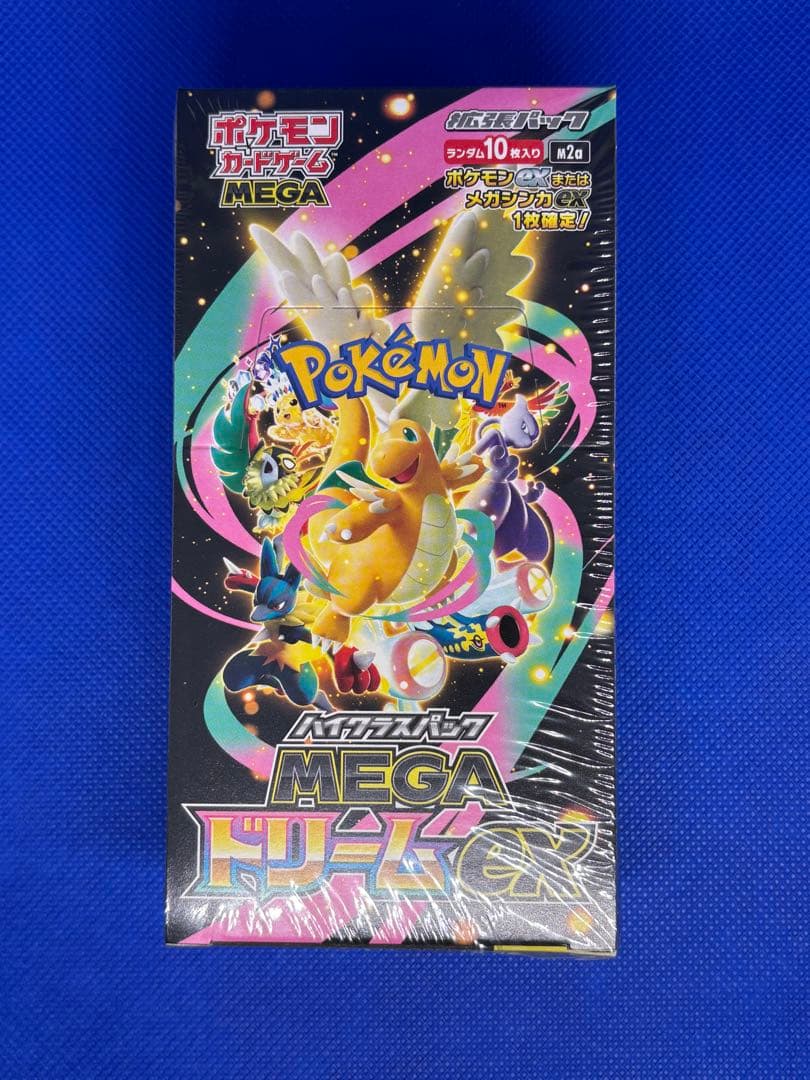 ポケモン
カードゲーム
MEGA
拡張パック
ランダム10枚入り M2a
ポケモンexまたは
メガシンカex
1枚確定!
POKéMON
ハイクラスパック
MEGA
ドリームex